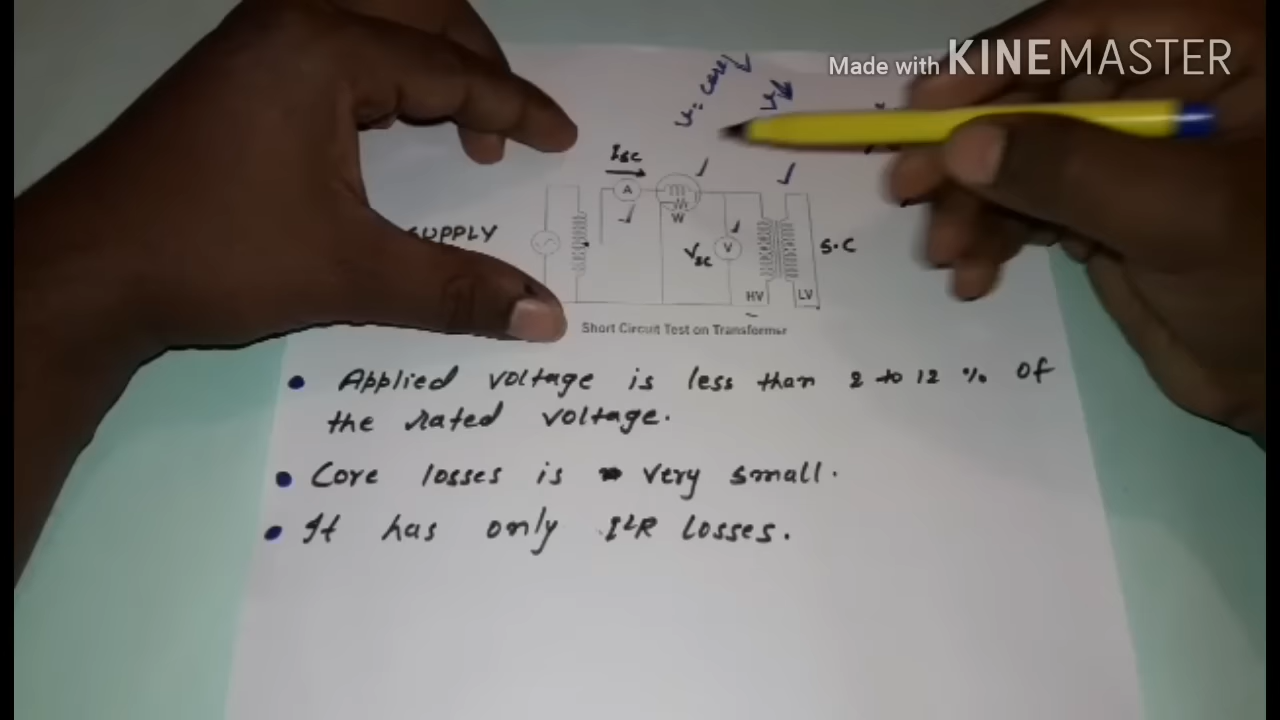 Made with KINEMASTER
Isc
A
W
SUPPLY
Vsc
V
S.C
HV
LV
Short Circuit Test on Transformer
Applied voltage is less than 2 to 12 % of
the rated voltage.
Core losses is very small.
It has only I²R losses.